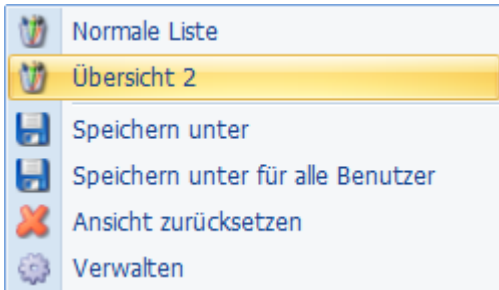 Normale Liste
Übersicht 2
Speichern unter
Speichern unter für alle Benutzer
Ansicht zurücksetzen
Verwalten